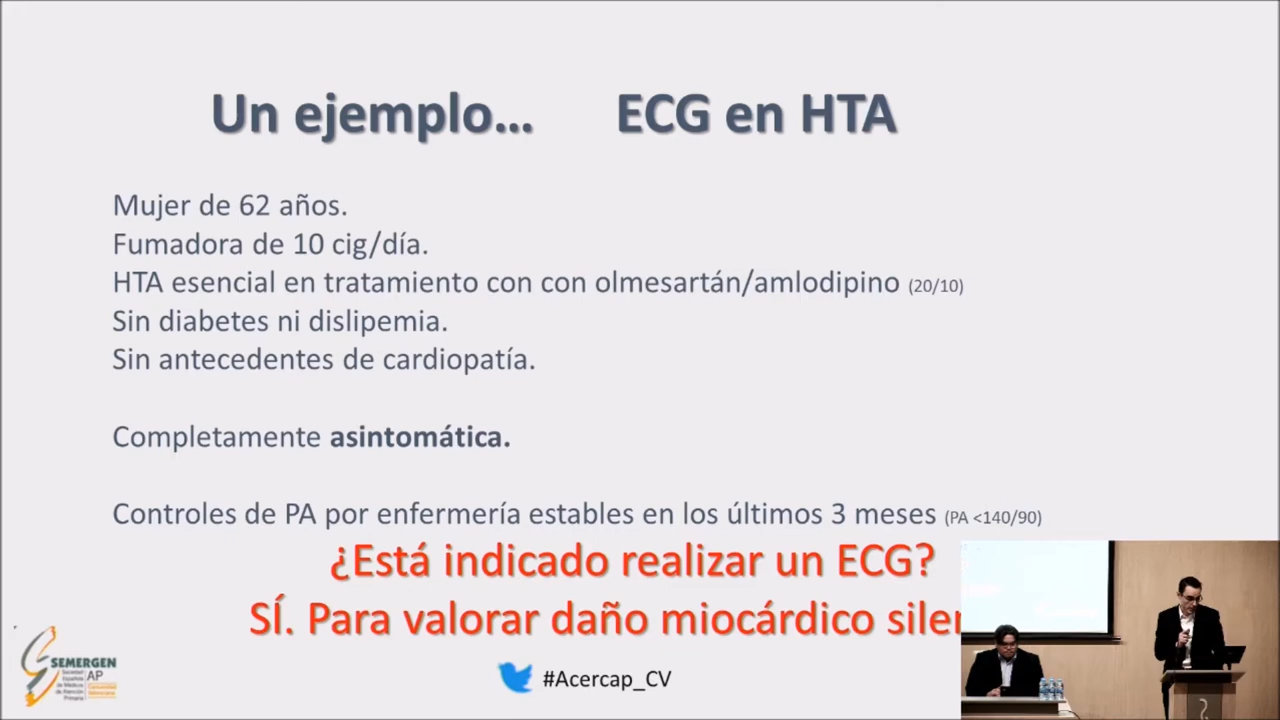 Un ejemplo... ECG en HTA
Mujer de 62 años.
Fumadora de 10 cig/día.
HTA esencial en tratamiento con con olmesartán/amlodipino (20/10)
Sin diabetes ni dislipemia.
Sin antecedentes de cardiopatía.
Completamente asintomática.
Controles de PA por enfermería estables en los últimos 3 meses (PA <140/90)
¿Está indicado realizar un ECG?
SÍ. Para valorar daño miocárdico silen
SEMERGEN
AP
Sociedad
Española
de Médicos
de Atención
Primaria
#Acercap_CV